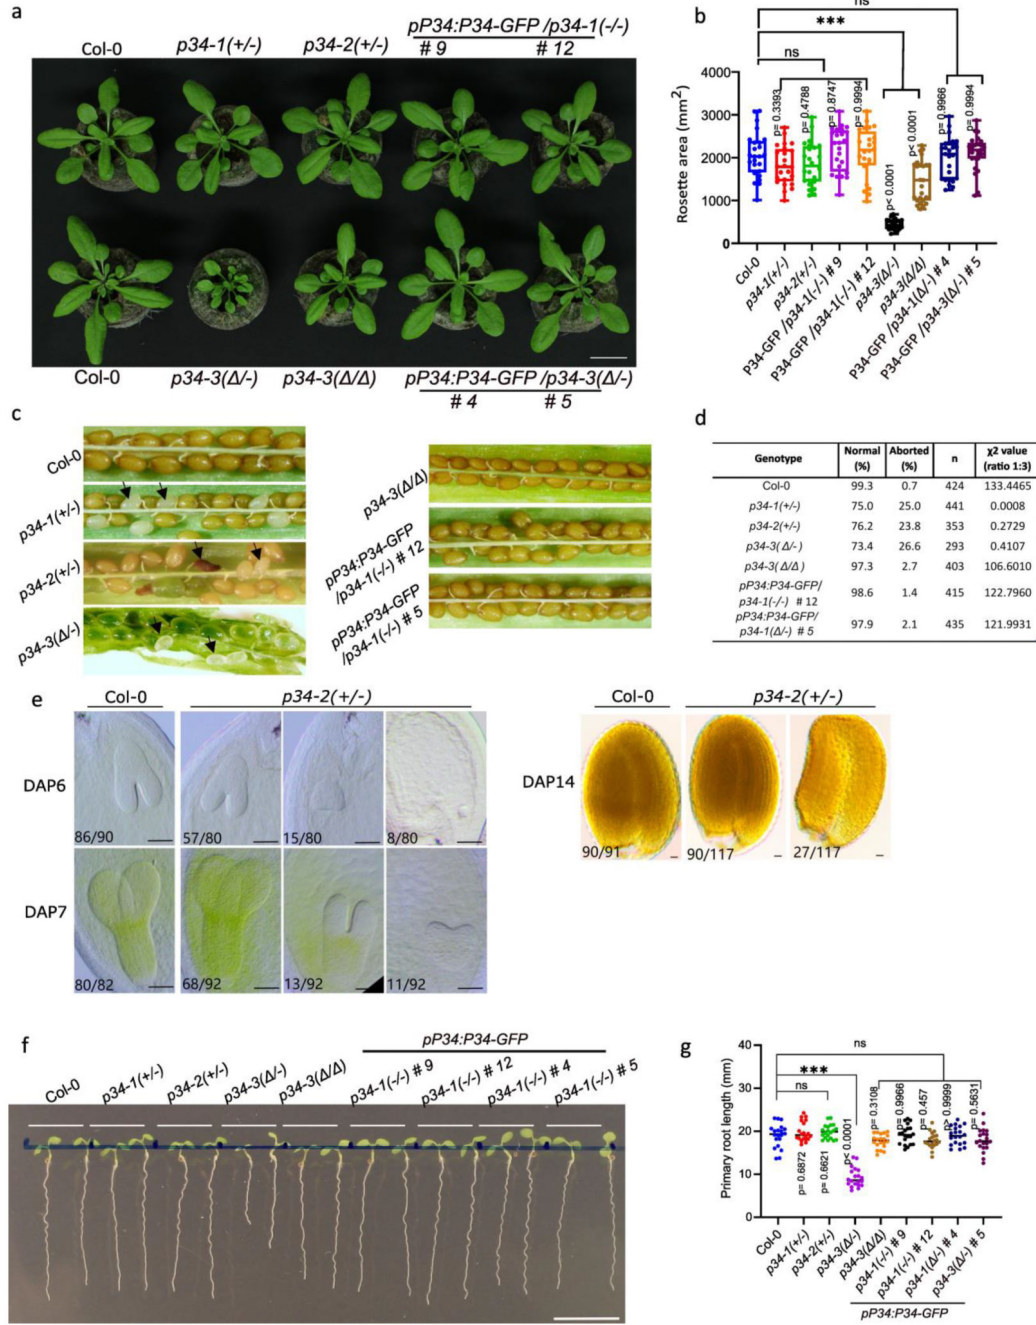 a
Col-0 p34-1(+/-) p34-2(+/-) pP34:P34-GFP /p34-1(-/-)
# 9 # 12
Col-0 p34-3(Δ/-) p34-3(Δ/Δ) pP34:P34-GFP /p34-3(Δ/-)
# 4 # 5
b
ns
***
ns
Rosette area (mm²)
4000
3000
2000
1000
0
p= 0.3393
p= 0.4788
p= 0.8747
p= 0.9994
p< 0.0001
p< 0.0001
p= 0.9966
p= 0.9994
Col-0
p34-1(+/-)
p34-2(+/-)
P34-GFP /p34-1(-/-) # 9
P34-GFP /p34-1(-/-) # 12
p34-3(Δ/-)
p34-3(Δ/Δ)
P34-GFP /p34-1(Δ/-) # 4
P34-GFP /p34-3(Δ/-) # 5
c
Col-0
p34-1(+/-)
p34-2(+/-)
p34-3(Δ/-)
p34-3(Δ/Δ)
pP34:P34-GFP
/p34-1(-/-) # 12
pP34:P34-GFP
/p34-1(-/-) # 5
d
Genotype Normal (%) Aborted (%) n χ2 value (ratio 1:3)
Col-0 99.3 0.7 424 133.4465
p34-1(+/-) 75.0 25.0 441 0.0008
p34-2(+/-) 76.2 23.8 353 0.2729
p34-3( Δ/-) 73.4 26.6 293 0.4107
p34-3( Δ/Δ) 97.3 2.7 403 106.6010
pP34:P34-GFP/
p34-1(-/-) # 12 98.6 1.4 415 122.7960
pP34:P34-GFP/
p34-1(Δ/-) # 5 97.9 2.1 435 121.9931
e
Col-0 p34-2(+/-)
DAP6
86/90 57/80 15/80 8/80
DAP7
80/82 68/92 13/92 11/92
Col-0 p34-2(+/-)
DAP14
90/91 90/117 27/117
f
pP34:P34-GFP
Col-0
p34-1(+/-)
p34-2(+/-)
p34-3(Δ/-)
p34-3(Δ/Δ)
p34-1(-/-) # 9
p34-1(-/-) # 12
p34-1(-/-) # 4
p34-1(-/-) # 5
g
ns
***
ns
Primary root length (mm)
40
30
20
10
0
p= 0.6872
p= 0.6621
p< 0.0001
p= 0.3108
p= 0.9966
p= 0.457
p> 0.9999
p= 0.5631
Col-0
p34-1(+/-)
p34-2(+/-)
p34-3(Δ/-)
p34-3(Δ/Δ)
p34-1(-/-) # 9
p34-1(-/-) # 12
p34-1(Δ/-) # 4
p34-3(Δ/-) # 5
pP34:P34-GFP